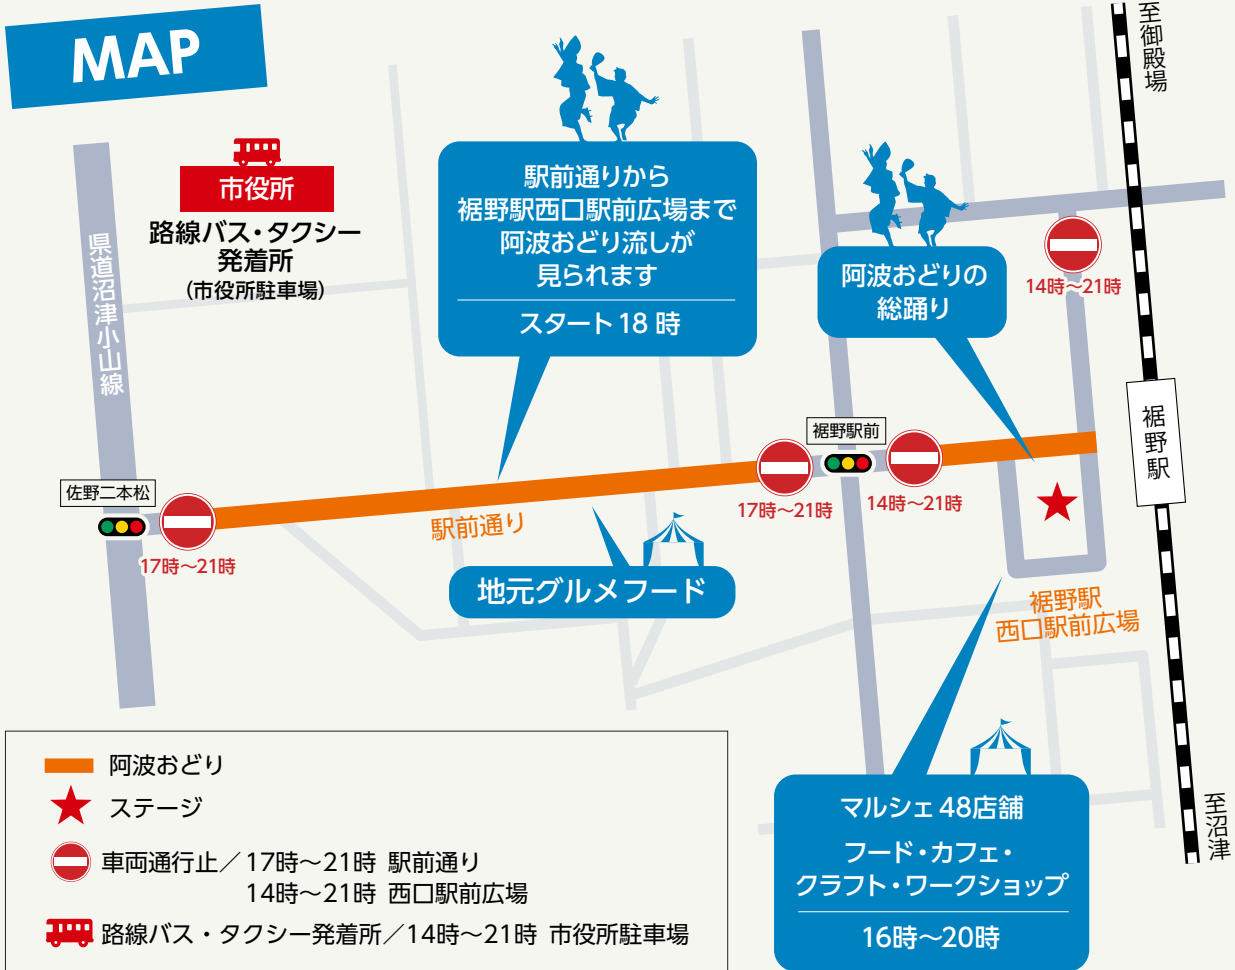 MAP
至御殿場
市役所
路線バス・タクシー
発着所
(市役所駐車場)
県道沼津小山線
駅前通りから
裾野駅西口駅前広場まで
阿波おどり流しが
見られます
スタート18時
阿波おどりの
総踊り
14時～21時
裾野駅
裾野駅前
17時～21時
14時～21時
佐野二本松
17時～21時
駅前通り
地元グルメフード
裾野駅
西口駅前広場
マルシェ48店舗
フード・カフェ・
クラフト・ワークショップ
16時～20時
至沼津
阿波おどり
ステージ
車両通行止／17時～21時 駅前通り
14時～21時 西口駅前広場
路線バス・タクシー発着所／14時～21時 市役所駐車場